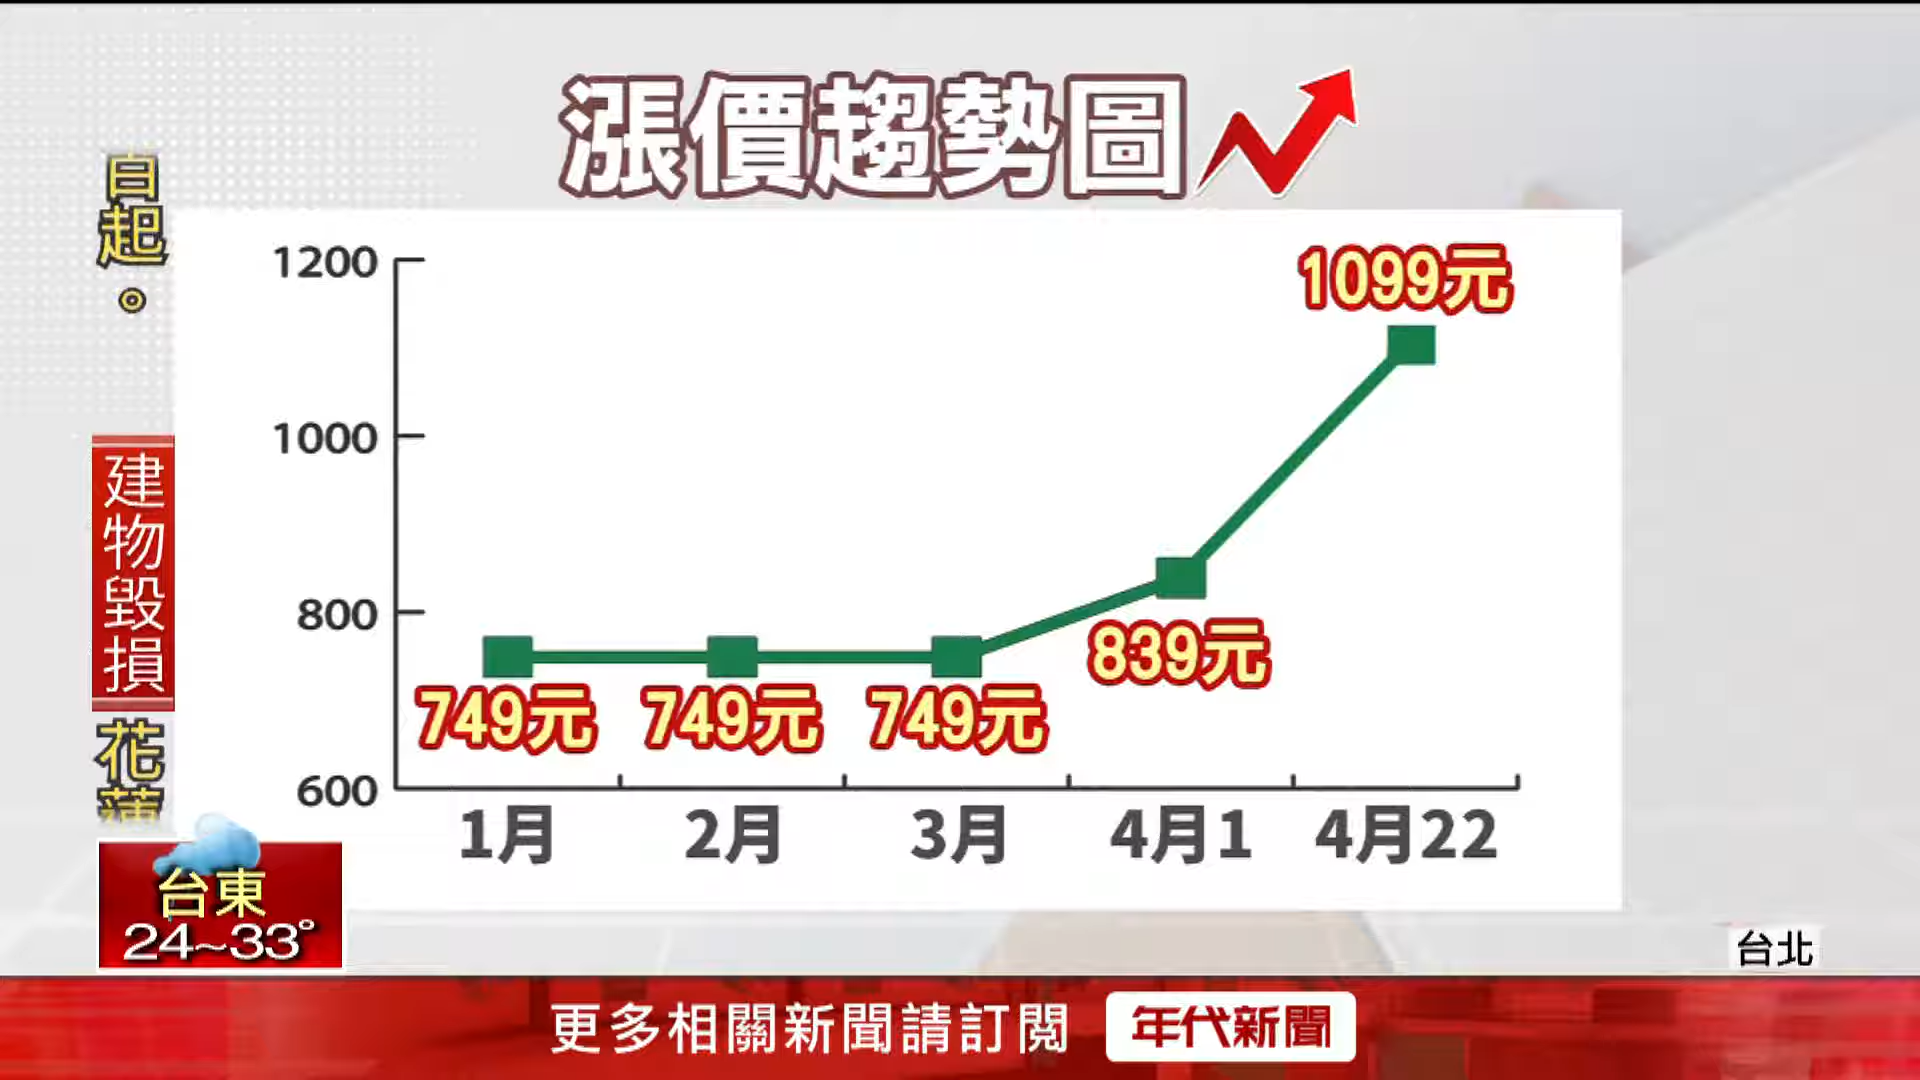 漲價趨勢圖
自起。
建物毀損
花蓮
1200
1000
800
600
749元
749元
749元
839元
1099元
1月
2月
3月
4月1
4月22
台東
24~33°
台北
更多相關新聞請訂閱 年代新聞